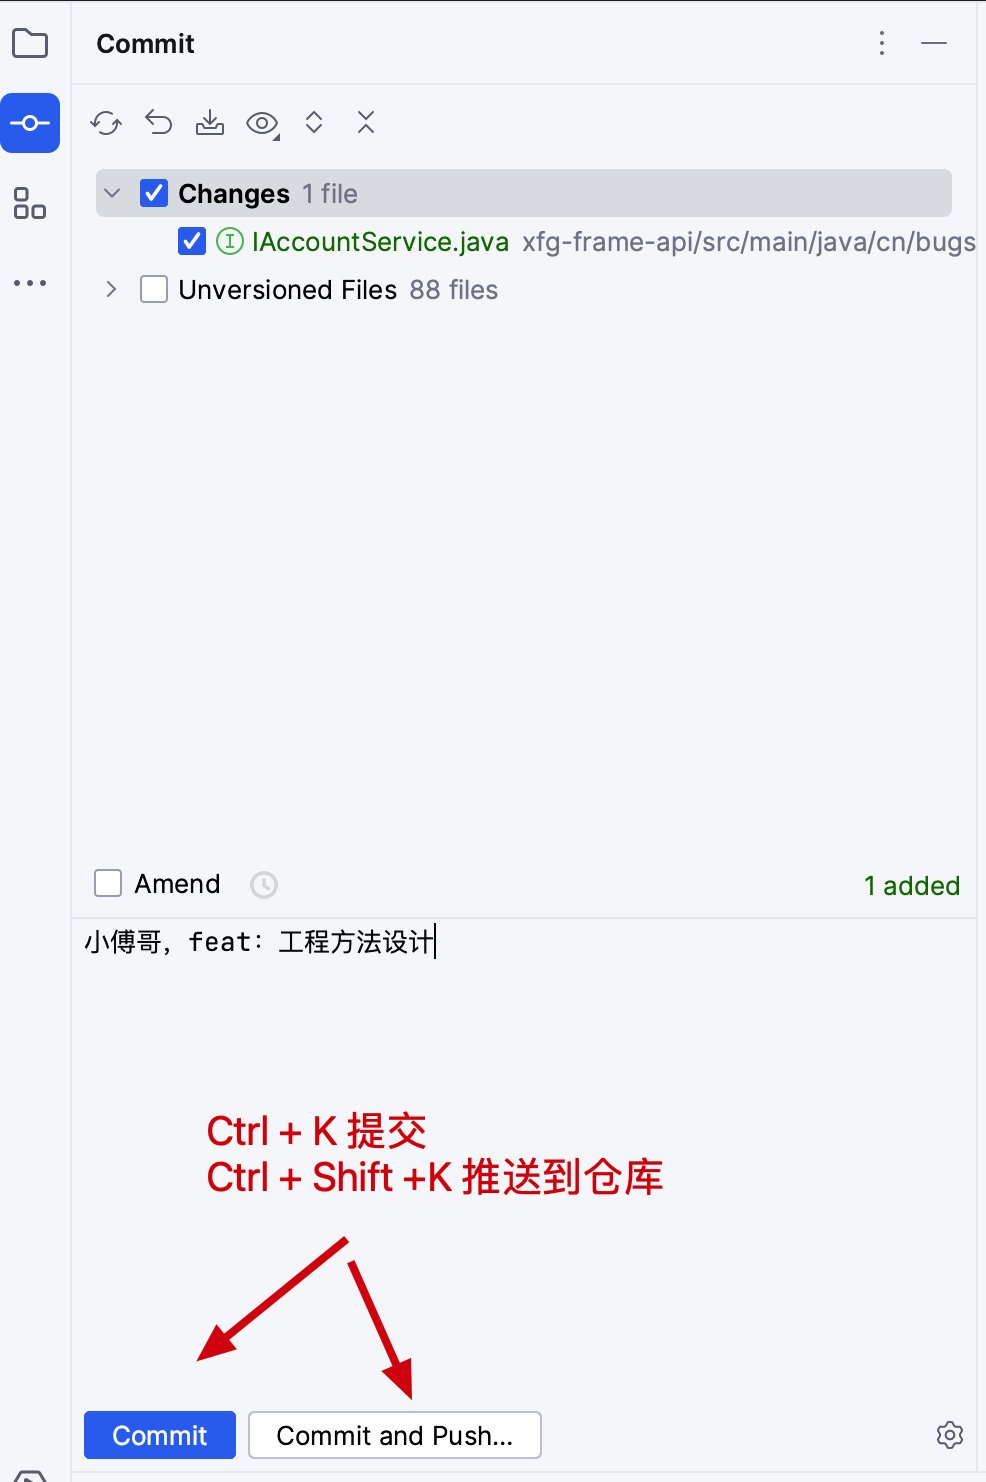 Commit
Changes 1 file
IAccountService.java xfg-frame-api/src/main/java/cn/bugs
Unversioned Files 88 files
Amend
1 added
小傅哥，feat：工程方法设计
Ctrl + K 提交
Ctrl + Shift +K 推送到仓库
Commit
Commit and Push...